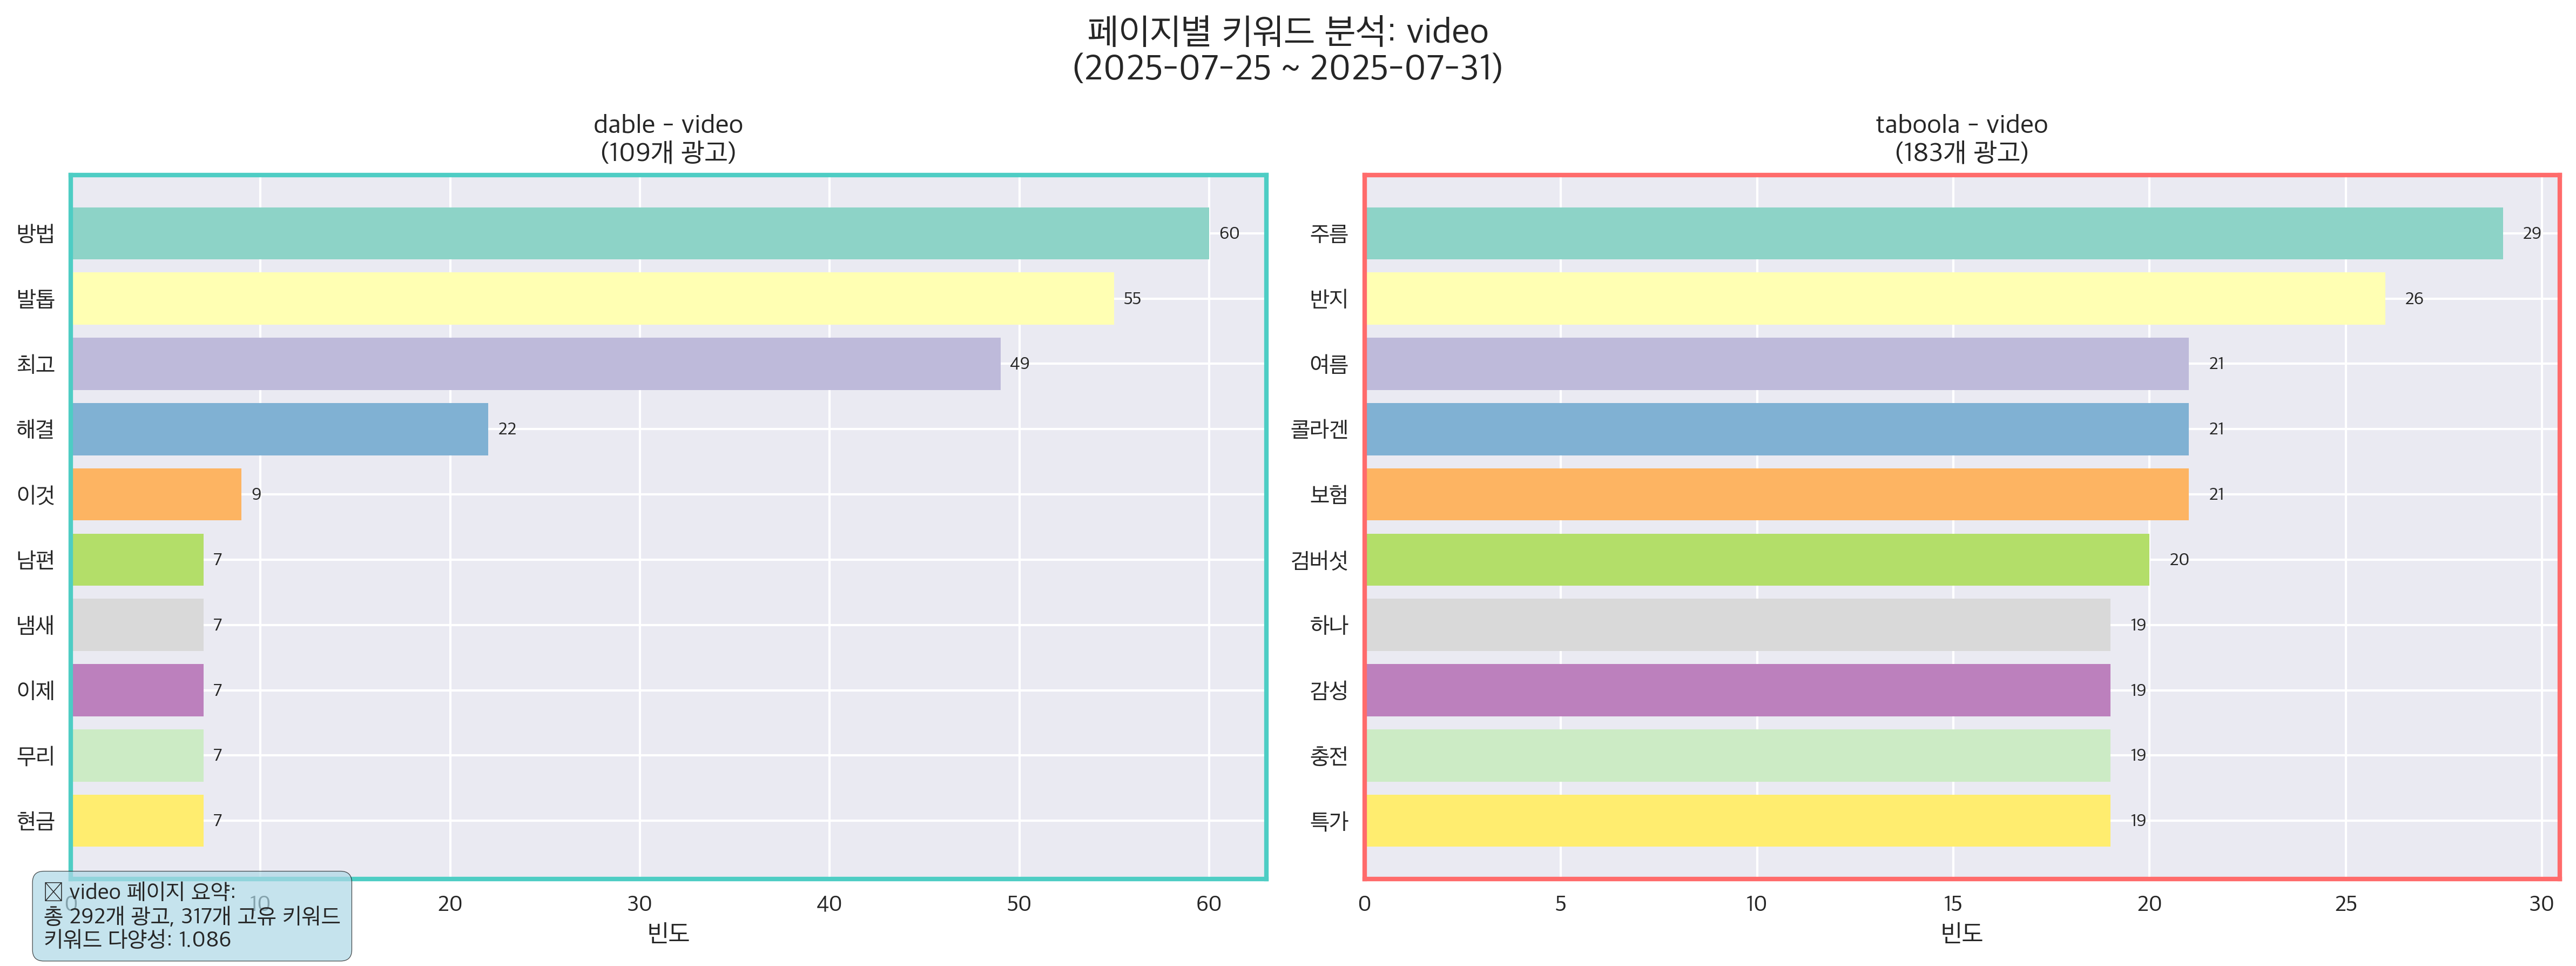 페이지별 키워드 분석: video
(2025-07-25 ~ 2025-07-31)
dable - video
(109개 광고)
방법
60
발톱
55
최고
49
해결
22
이것
9
남편
7
냄새
7
이제
7
무리
7
현금
7
0
10
20
30
40
50
60
빈도
video 페이지 요약:
총 292개 광고, 317개 고유 키워드
키워드 다양성: 1.086
taboola - video
(183개 광고)
주름
29
반지
26
여름
21
콜라겐
21
보험
21
검버섯
20
하나
19
감성
19
충전
19
특가
19
0
5
10
15
20
25
30
빈도